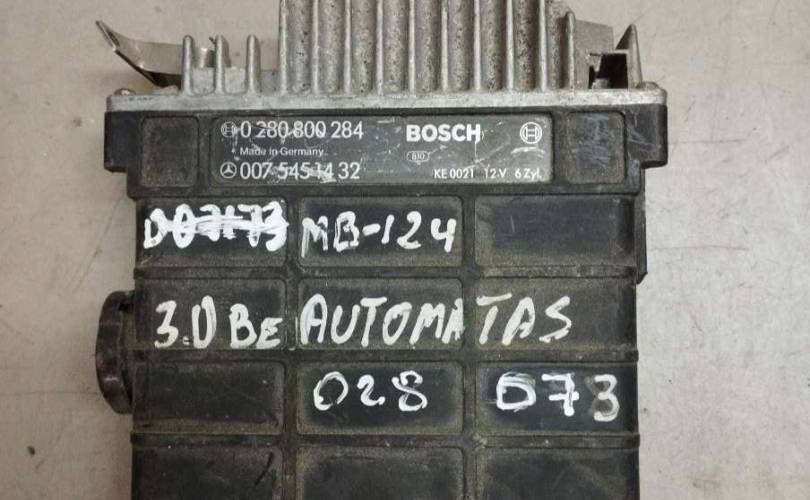 0 280 800 284 BOSCH
Made in Germany 810
007 545 14 32 KE 0021 12 V 6 Zyl.
MB-124
3.0 BE AUTOMATAS
028 073